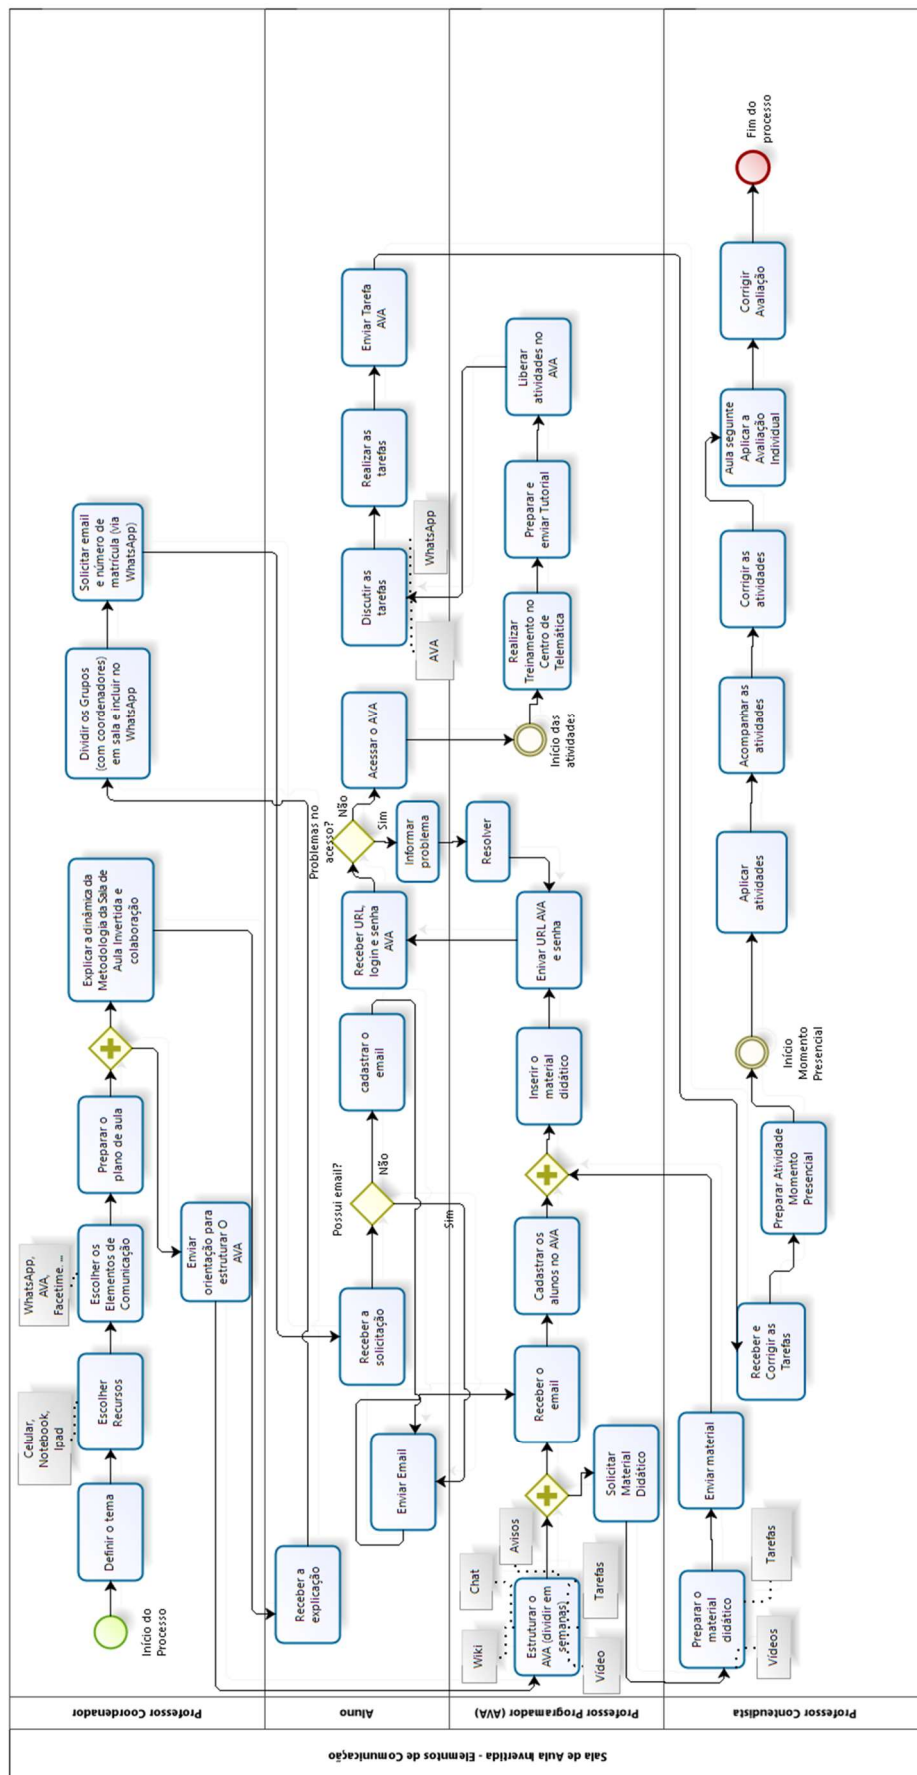 Sala de Aula Invertida - Elemntos de Comunicação
Professor Coordenador
Início do
Processo
Definir o tema
Celular,
Notebook,
Ipad
Escolher
Recursos
WhatsApp,
AVA,
Facetime...
Escolher os
Elementos de
Comunicação
Preparar o
plano de aula
Enviar
orientação para
estruturar O
AVA
Explicar a dinâmica da
Metodologia da Sala de
Aula Invertida e
colaboração
Dividir os Grupos
(com coordenadores)
em sala e incluir no
WhatsApp
Solicitar email
e número de
matrícula (via
WhatsApp)
Aluno
Receber a
explicação
Receber a
solicitação
Possui email?
Não
Sim
cadastrar o
email
Enviar Email
Receber URL,
login e senha
AVA
Problemas no
acesso?
Não
Sim
Informar
problema
Acessar o AVA
Discutir as
tarefas
AVA
WhatsApp
Realizar as
tarefas
Enviar Tarefa
AVA
Professor Programador (AVA)
Wiki
Chat
Avisos
Estruturar o
AVA (dividir em
semanas)
Vídeo
Tarefas
Solicitar
Material
Didático
Receber o
email
Cadastrar os
alunos no AVA
Inserir o
material
didático
Enivar URL AVA
e senha
Resolver
Início das
atividades
Realizar
Treinamento no
Centro de
Telemática
Preparar e
enviar Tutorial
Liberar
atividades no
AVA
Professor Conteudista
Preparar o
material
didático
Vídeos
Tarefas
Enviar material
Receber e
Corrigir as
Tarefas
Preparar Atividade
Momento
Presencial
Início
Momento
Presencial
Aplicar
atividades
Acompanhar as
atividades
Corrigir as
atividades
Aula seguinte
Aplicar a
Avaliação
Individual
Corrigir
Avaliação
Fim do
processo